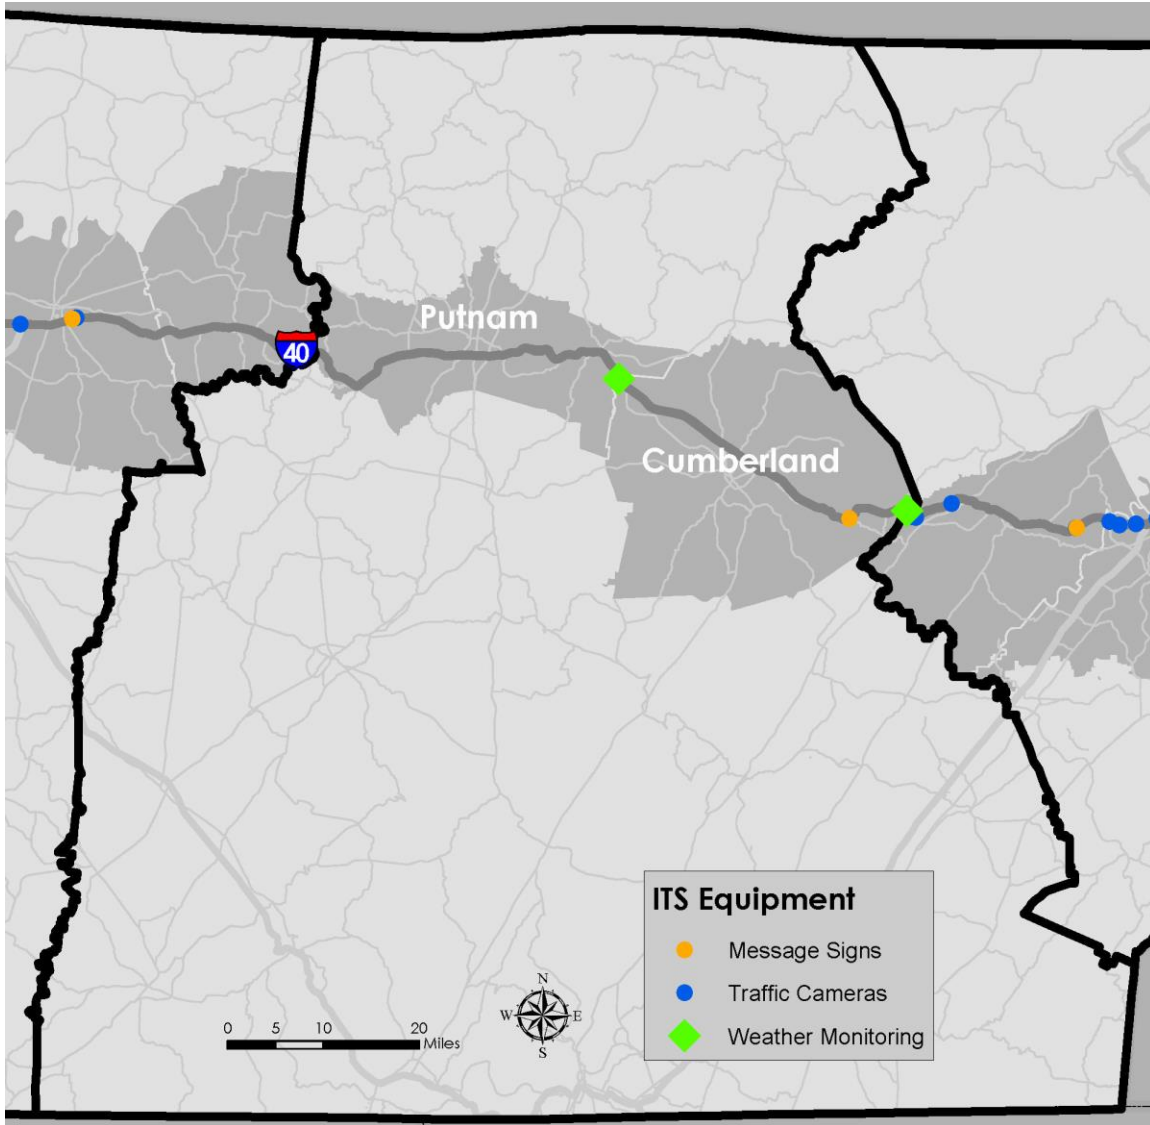 Putnam
40
Cumberland
ITS Equipment
Message Signs
Traffic Cameras
Weather Monitoring
N
W E
S
0 5 10 20
Miles